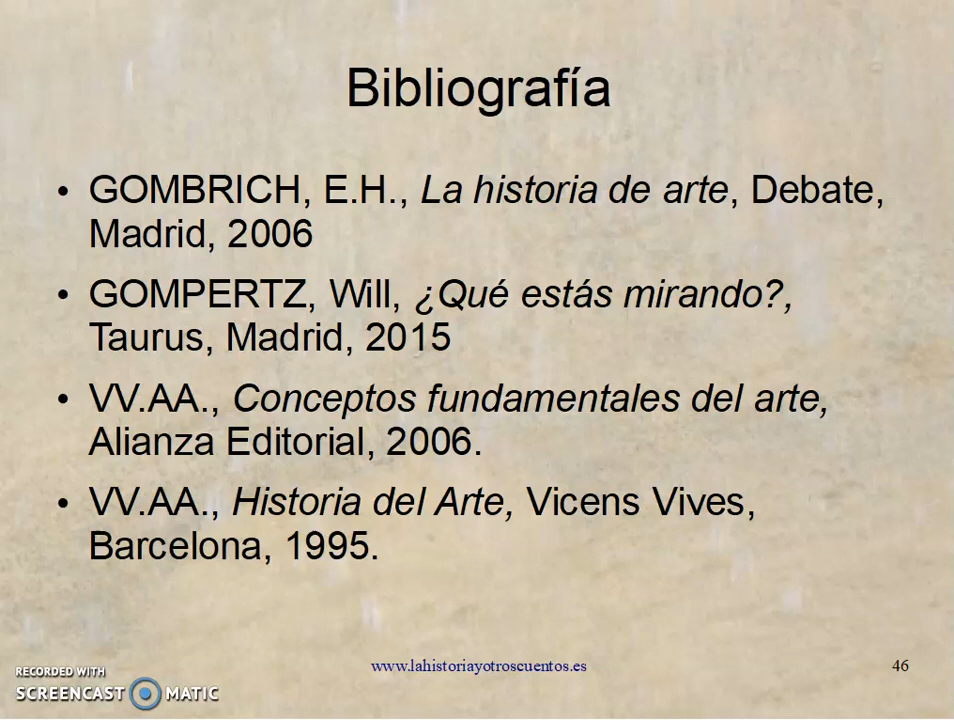 Bibliografía
• GOMBRICH, E.H., La historia de arte, Debate,
Madrid, 2006
• GOMPERTZ, Will, ¿Qué estás mirando?,
Taurus, Madrid, 2015
• VV.AA., Conceptos fundamentales del arte,
Alianza Editorial, 2006.
• VV.AA., Historia del Arte, Vicens Vives,
Barcelona, 1995.
www.lahistoriayotroscuentos.es
46
RECORDED WITH
SCREENCAST MATIC